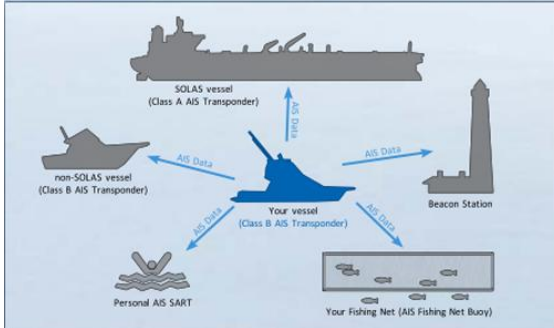 SOLAS vessel
(Class A AIS Transponder)
AIS Data
AIS Data
AIS Data
non-SOLAS vessel
(Class B AIS Transponder)
Beacon Station
Your vessel
(Class B AIS Transponder)
AIS Data
AIS Data
Personal AIS SART
Your Fishing Net (AIS Fishing Net Buoy)